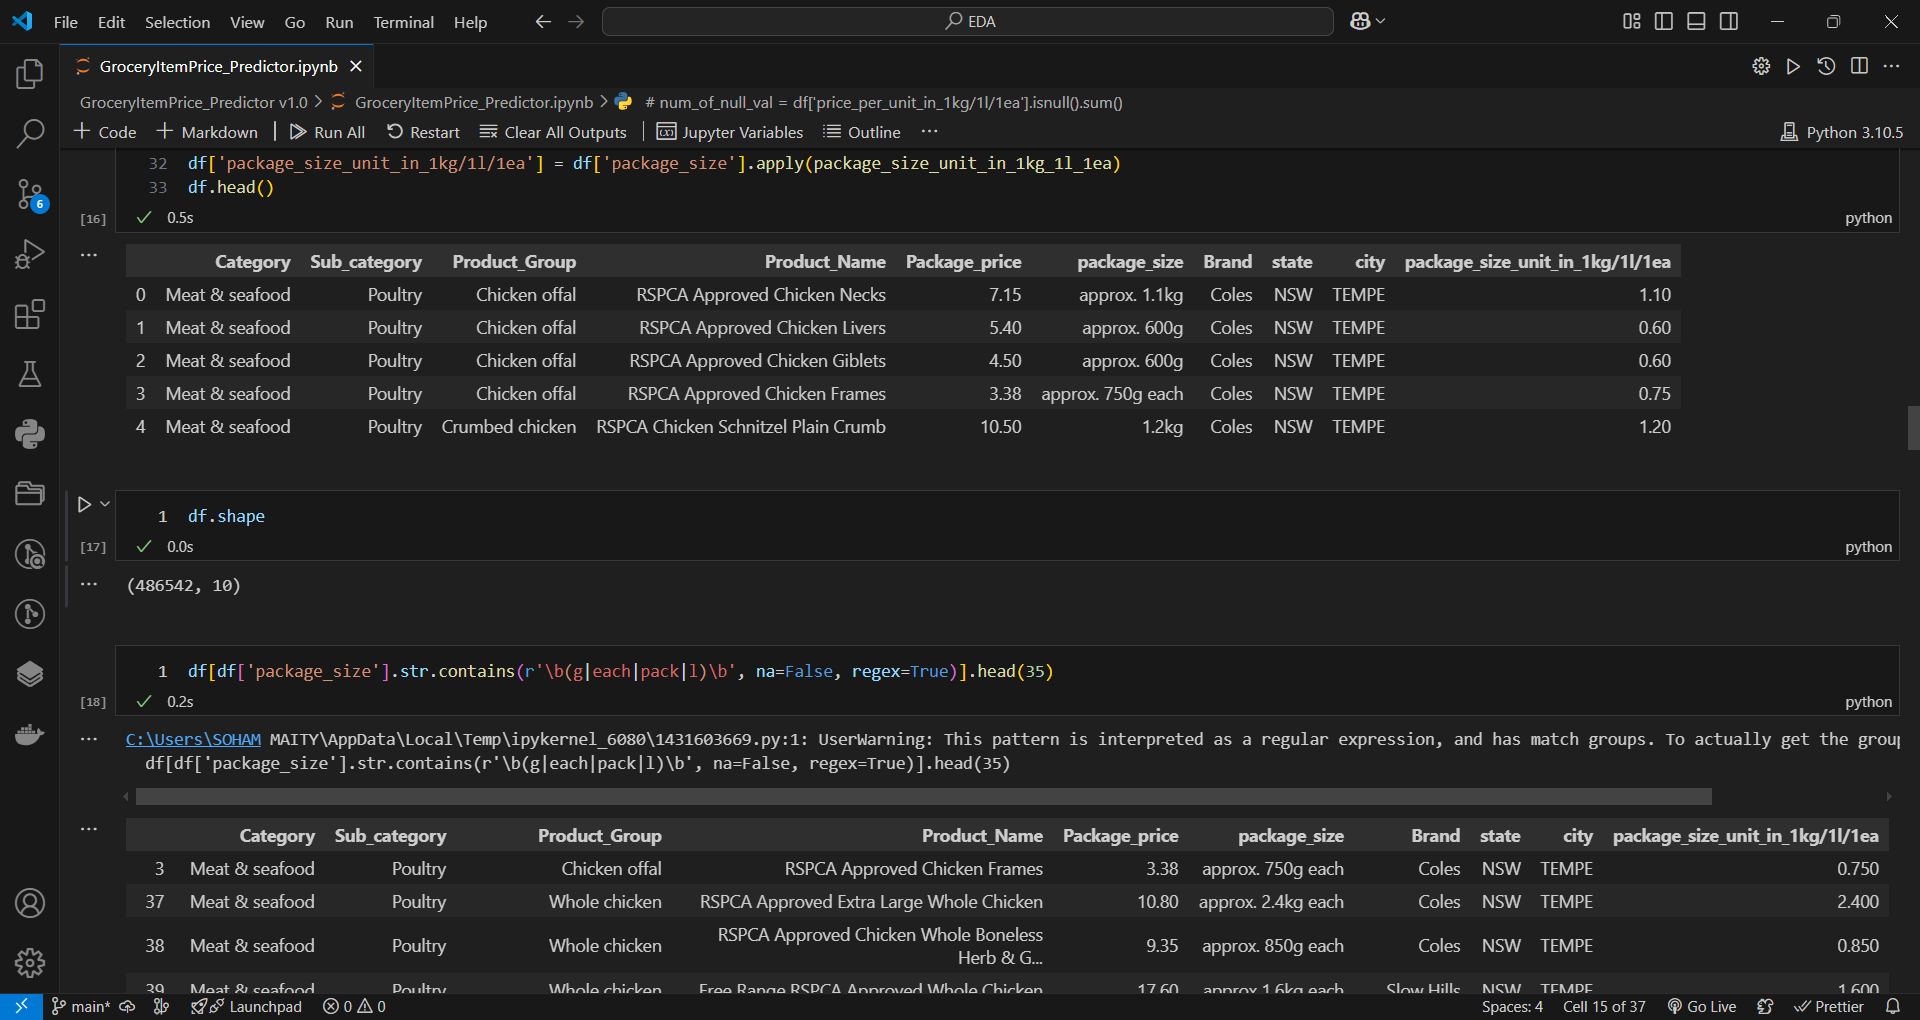 File Edit Selection View Go Run Terminal Help
EDA
GroceryItemPrice_Predictor.ipynb
GroceryItemPrice_Predictor v1.0 > GroceryItemPrice_Predictor.ipynb > # num_of_null_val = df['price_per_unit_in_1kg/1l/1ea'].isnull().sum()
+ Code + Markdown | Run All Restart Clear All Outputs | Jupyter Variables Outline ... Python 3.10.5
32 df['package_size_unit_in_1kg/1l/1ea'] = df['package_size'].apply(package_size_unit_in_1kg_1l_1ea)
33 df.head()
[16] 0.5s python
Category Sub_category Product_Group Product_Name Package_price package_size Brand state city package_size_unit_in_1kg/1l/1ea
0 Meat & seafood Poultry Chicken offal RSPCA Approved Chicken Necks 7.15 approx. 1.1kg Coles NSW TEMPE 1.10
1 Meat & seafood Poultry Chicken offal RSPCA Approved Chicken Livers 5.40 approx. 600g Coles NSW TEMPE 0.60
2 Meat & seafood Poultry Chicken offal RSPCA Approved Chicken Giblets 4.50 approx. 600g Coles NSW TEMPE 0.60
3 Meat & seafood Poultry Chicken offal RSPCA Approved Chicken Frames 3.38 approx. 750g each Coles NSW TEMPE 0.75
4 Meat & seafood Poultry Crumbed chicken RSPCA Chicken Schnitzel Plain Crumb 10.50 1.2kg Coles NSW TEMPE 1.20
1 df.shape
[17] 0.0s python
(486542, 10)
1 df[df['package_size'].str.contains(r'\b(g|each|pack|l)\b', na=False, regex=True)].head(35)
[18] 0.2s python
C:\Users\SOHAM MAITY\AppData\Local\Temp\ipykernel_6080\1431603669.py:1: UserWarning: This pattern is interpreted as a regular expression, and has match groups. To actually get the grou
df[df['package_size'].str.contains(r'\b(g|each|pack|l)\b', na=False, regex=True)].head(35)
Category Sub_category Product_Group Product_Name Package_price package_size Brand state city package_size_unit_in_1kg/1l/1ea
3 Meat & seafood Poultry Chicken offal RSPCA Approved Chicken Frames 3.38 approx. 750g each Coles NSW TEMPE 0.750
37 Meat & seafood Poultry Whole chicken RSPCA Approved Extra Large Whole Chicken 10.80 approx. 2.4kg each Coles NSW TEMPE 2.400
38 Meat & seafood Poultry Whole chicken RSPCA Approved Chicken Whole Boneless Herb & G... 9.35 approx. 850g each Coles NSW TEMPE 0.850
39 Meat & seafood Poultry Whole chicken Free Range RSPCA Approved Whole Chicken 17.60 approx 1.6kg each Slow Hills NSW TEMPE 1.600
6
main* Launchpad 0 0 Spaces: 4 Cell 15 of 37 Go Live Prettier